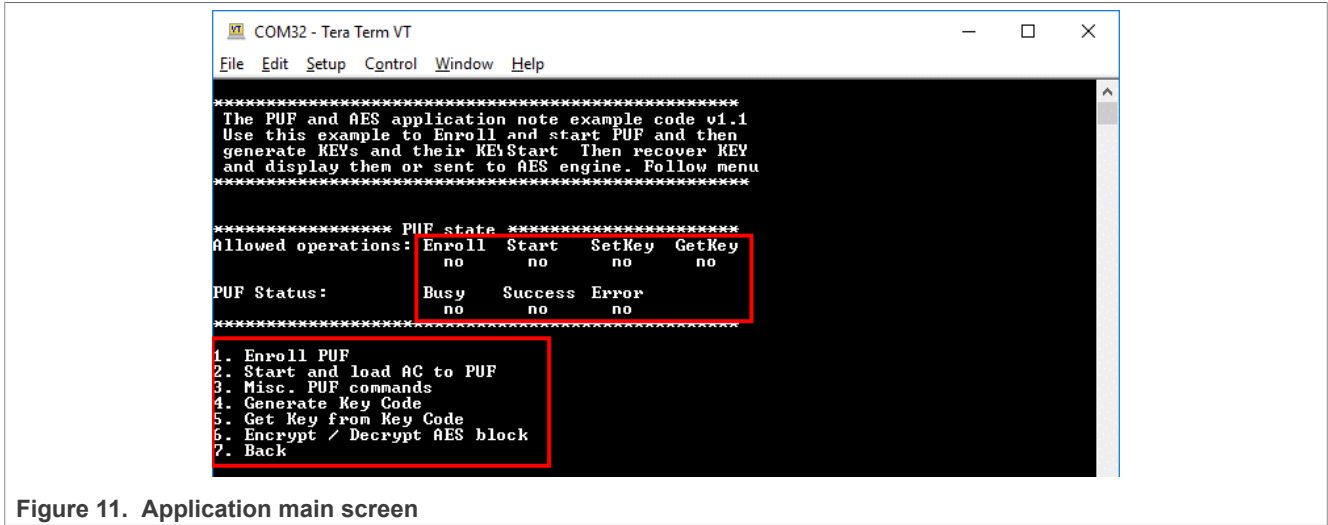 COM32 - Tera Term VT
File Edit Setup Control Window Help
**************************************************
The PUF and AES application note example code v1.1
Use this example to Enroll and start PUF and then
generate KEYs and their KEYStart Then recover KEY
and display them or sent to AES engine. Follow menu
***************************************************
***************** PUF state **********************
Allowed operations: Enroll Start SetKey GetKey
no no no no
PUF Status: Busy Success Error
no no no
**************************************************
1. Enroll PUF
2. Start and load AC to PUF
3. Misc. PUF commands
4. Generate Key Code
5. Get Key from Key Code
6. Encrypt / Decrypt AES block
7. Back
Figure 11. Application main screen